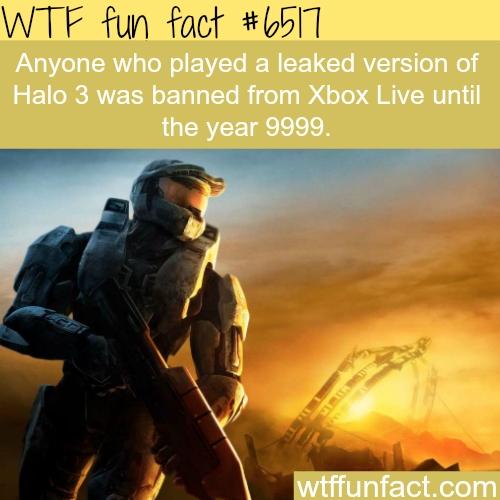 WTF fun fact #6517
Anyone who played a leaked version of
Halo 3 was banned from Xbox Live until
the year 9999.
wtffunfact.com